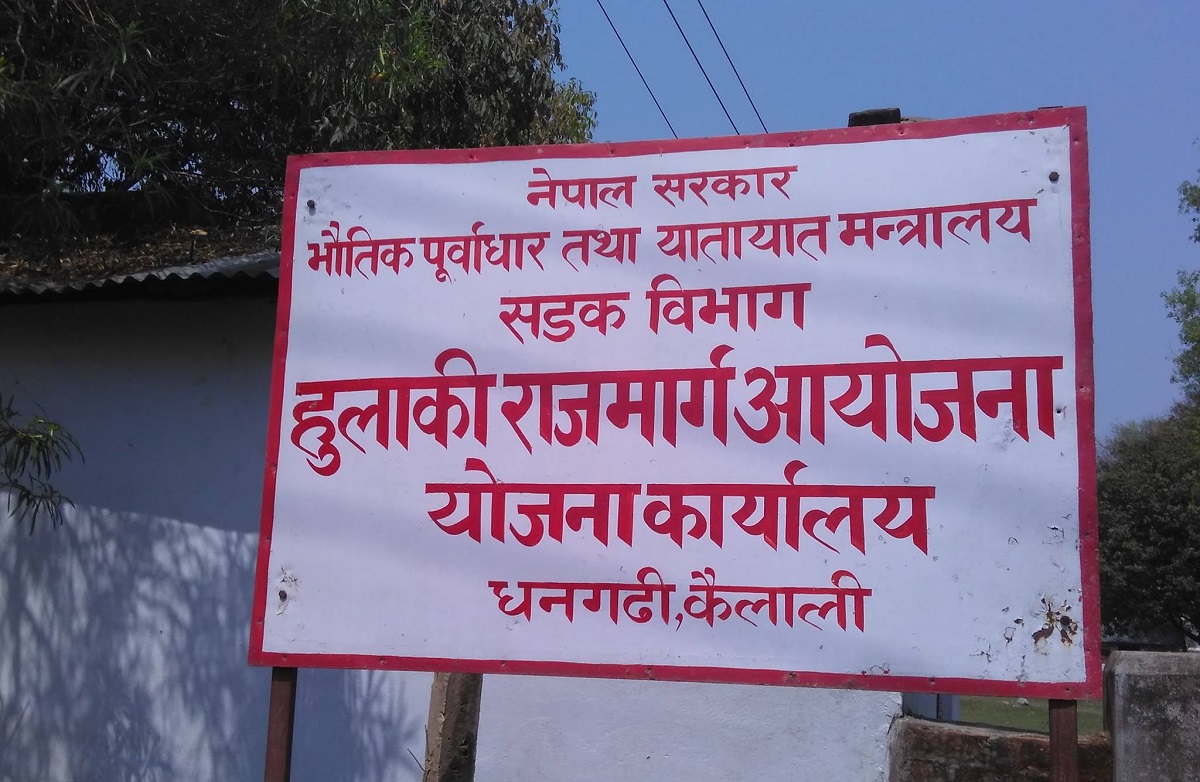 नेपाल सरकार
भौतिक पूर्वाधार तथा यातायात मन्त्रालय
सडक विभाग
हुलाकी राजमार्ग आयोजना
योजना कार्यालय
धनगढी, कैलाली